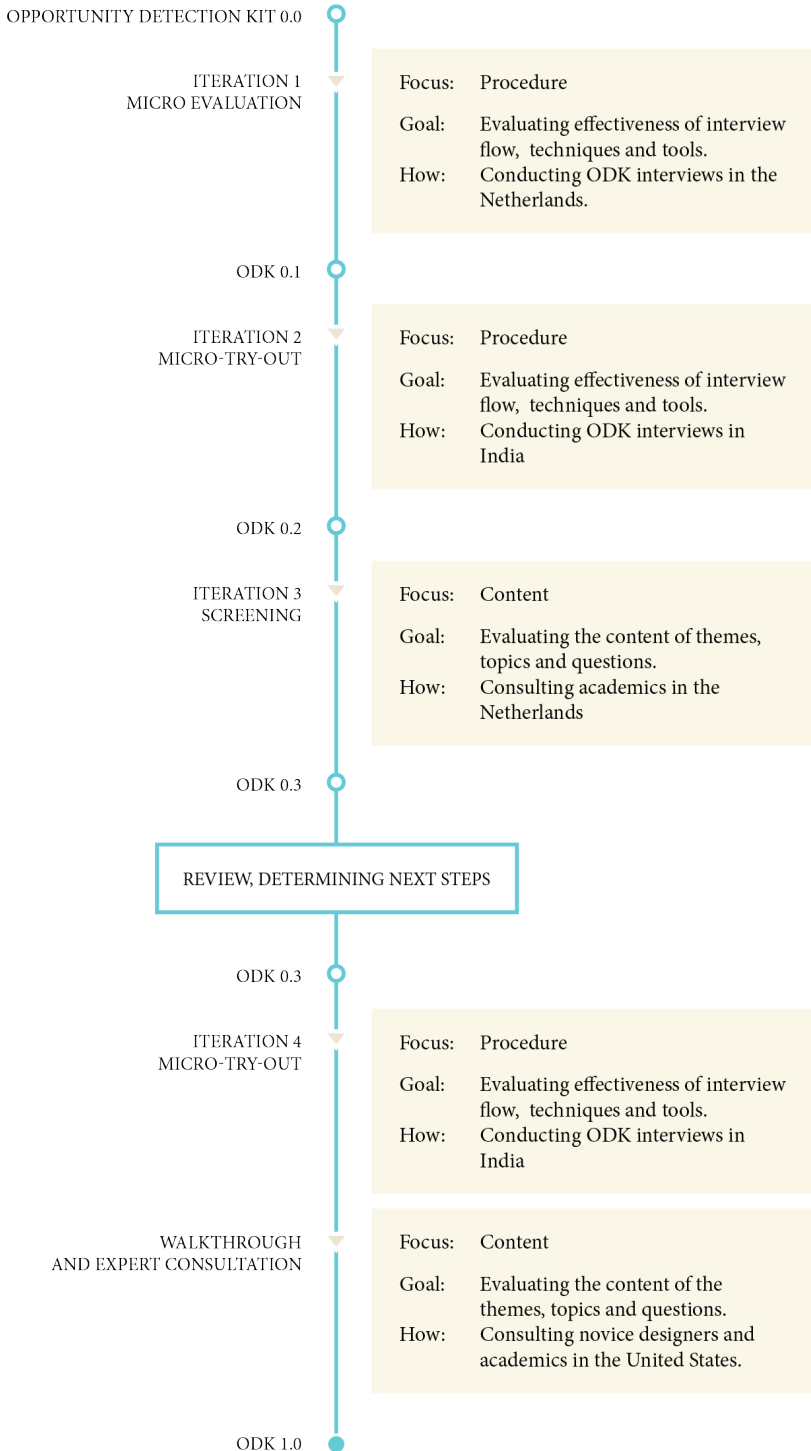 OPPORTUNITY DETECTION KIT 0.0
ITERATION 1
MICRO EVALUATION
Focus: Procedure
Goal: Evaluating effectiveness of interview
flow, techniques and tools.
How: Conducting ODK interviews in the
Netherlands.
ODK 0.1
ITERATION 2
MICRO-TRY-OUT
Focus: Procedure
Goal: Evaluating effectiveness of interview
flow, techniques and tools.
How: Conducting ODK interviews in
India
ODK 0.2
ITERATION 3
SCREENING
Focus: Content
Goal: Evaluating the content of themes,
topics and questions.
How: Consulting academics in the
Netherlands
ODK 0.3
REVIEW, DETERMINING NEXT STEPS
ODK 0.3
ITERATION 4
MICRO-TRY-OUT
Focus: Procedure
Goal: Evaluating effectiveness of interview
flow, techniques and tools.
How: Conducting ODK interviews in
India
WALKTHROUGH
AND EXPERT CONSULTATION
Focus: Content
Goal: Evaluating the content of the
themes, topics and questions.
How: Consulting novice designers and
academics in the United States.
ODK 1.0